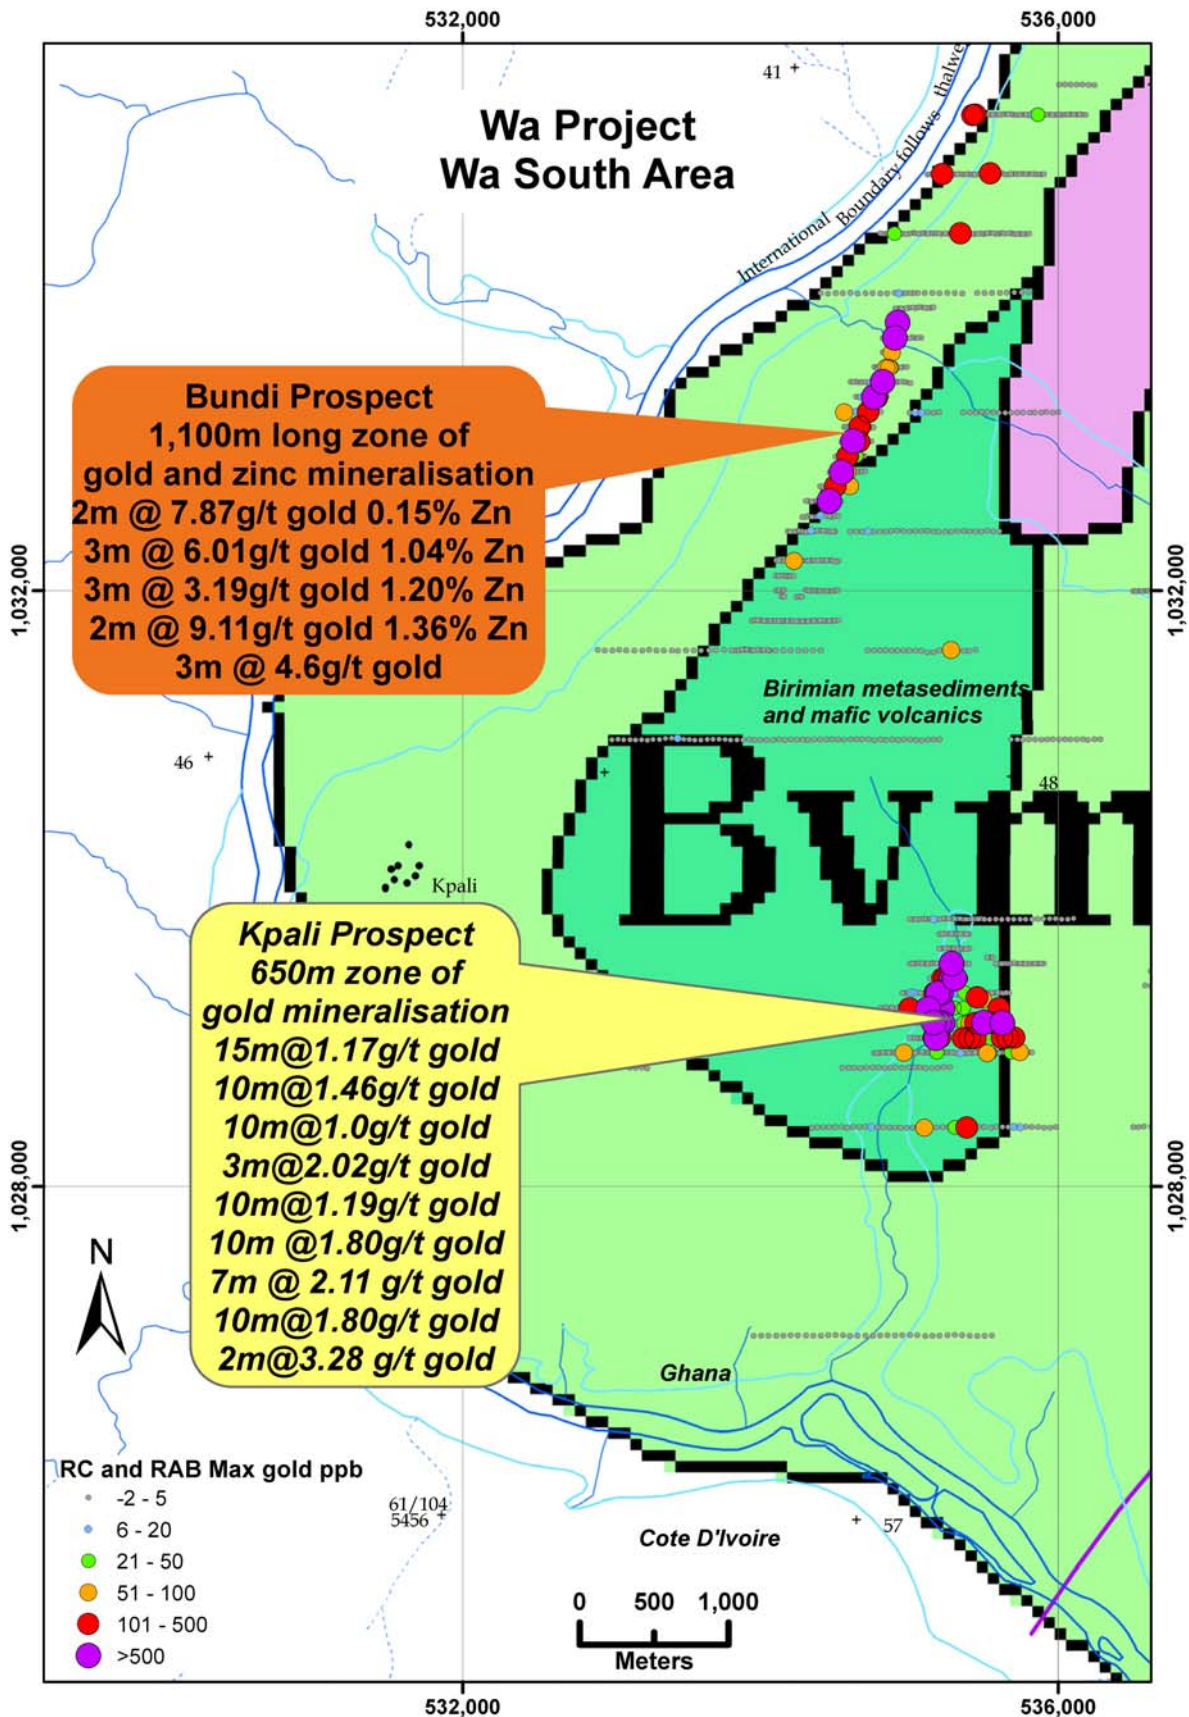 532,000
536,000
41
Wa Project
Wa South Area
International Boundary follows thalwe
Bundi Prospect
1,100m long zone of
gold and zinc mineralisation
2m @ 7.87g/t gold 0.15% Zn
3m @ 6.01g/t gold 1.04% Zn
3m @ 3.19g/t gold 1.20% Zn
2m @ 9.11g/t gold 1.36% Zn
3m @ 4.6g/t gold
1,032,000
1,032,000
Birimian metasediments
and mafic volcanics
46
48
Bvm
Kpali
Kpali Prospect
650m zone of
gold mineralisation
15m@1.17g/t gold
10m@1.46g/t gold
10m@1.0g/t gold
3m@2.02g/t gold
10m@1.19g/t gold
10m @1.80g/t gold
7m @ 2.11 g/t gold
10m@1.80g/t gold
2m@3.28 g/t gold
1,028,000
1,028,000
N
Ghana
RC and RAB Max gold ppb
-2 - 5
6 - 20
21 - 50
51 - 100
101 - 500
>500
61/104
5456
57
Cote D'Ivoire
0 500 1,000
Meters
532,000
536,000